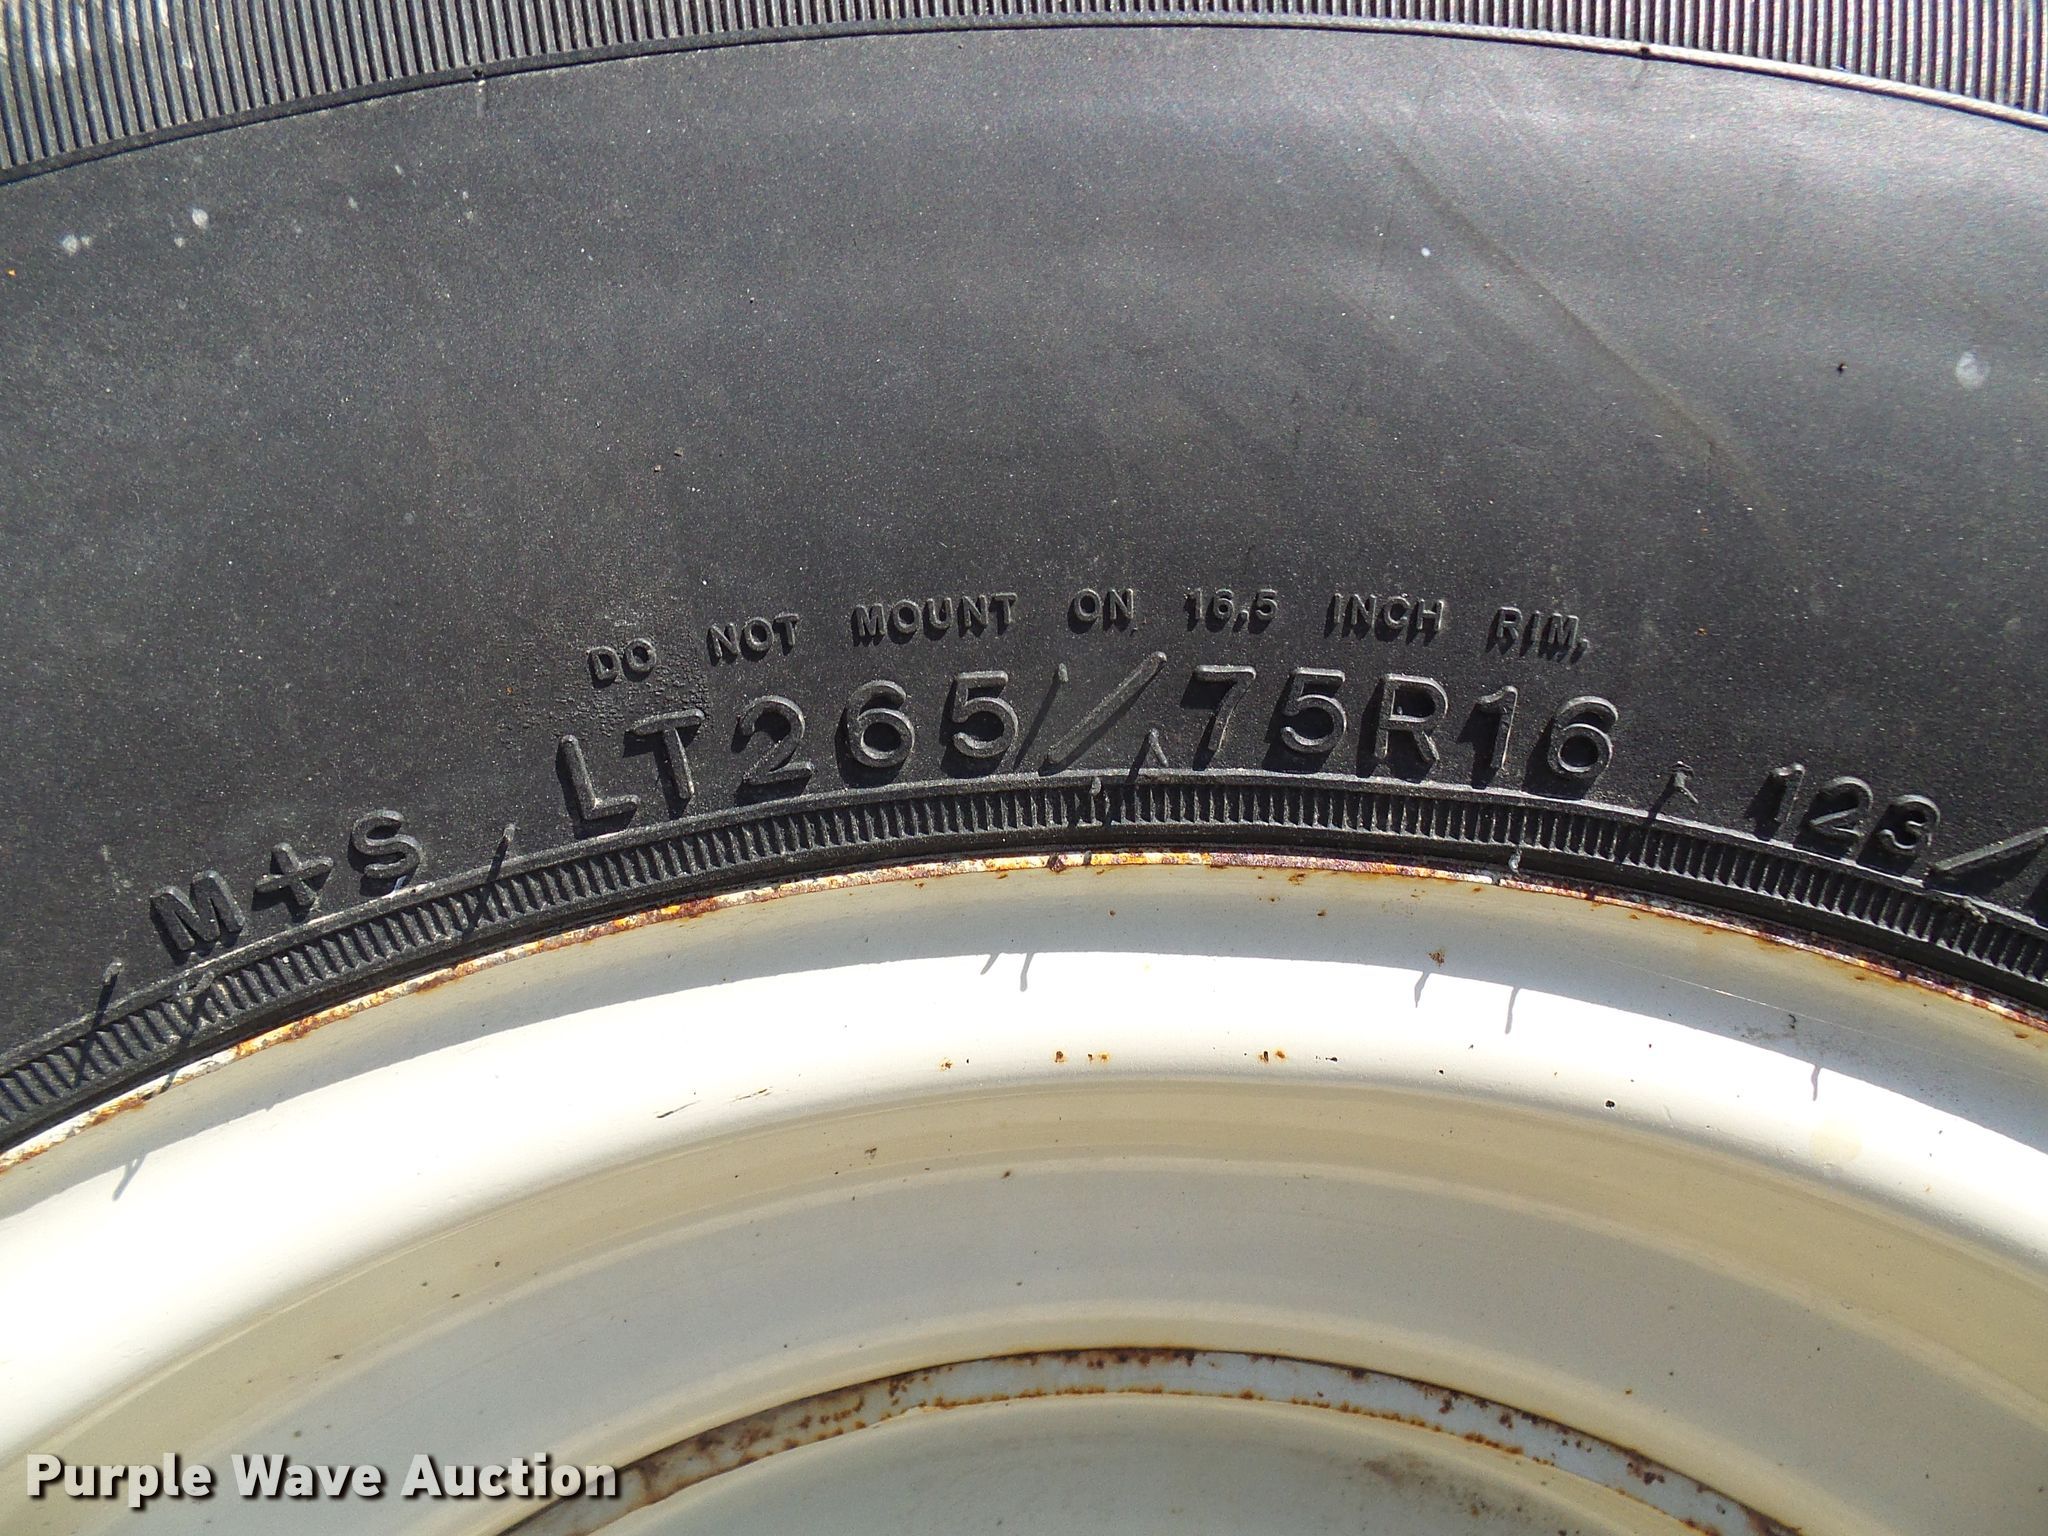 DO NOT MOUNT ON 16.5 INCH RIM.
M+S LT265/75R16 123/
Purple Wave Auction